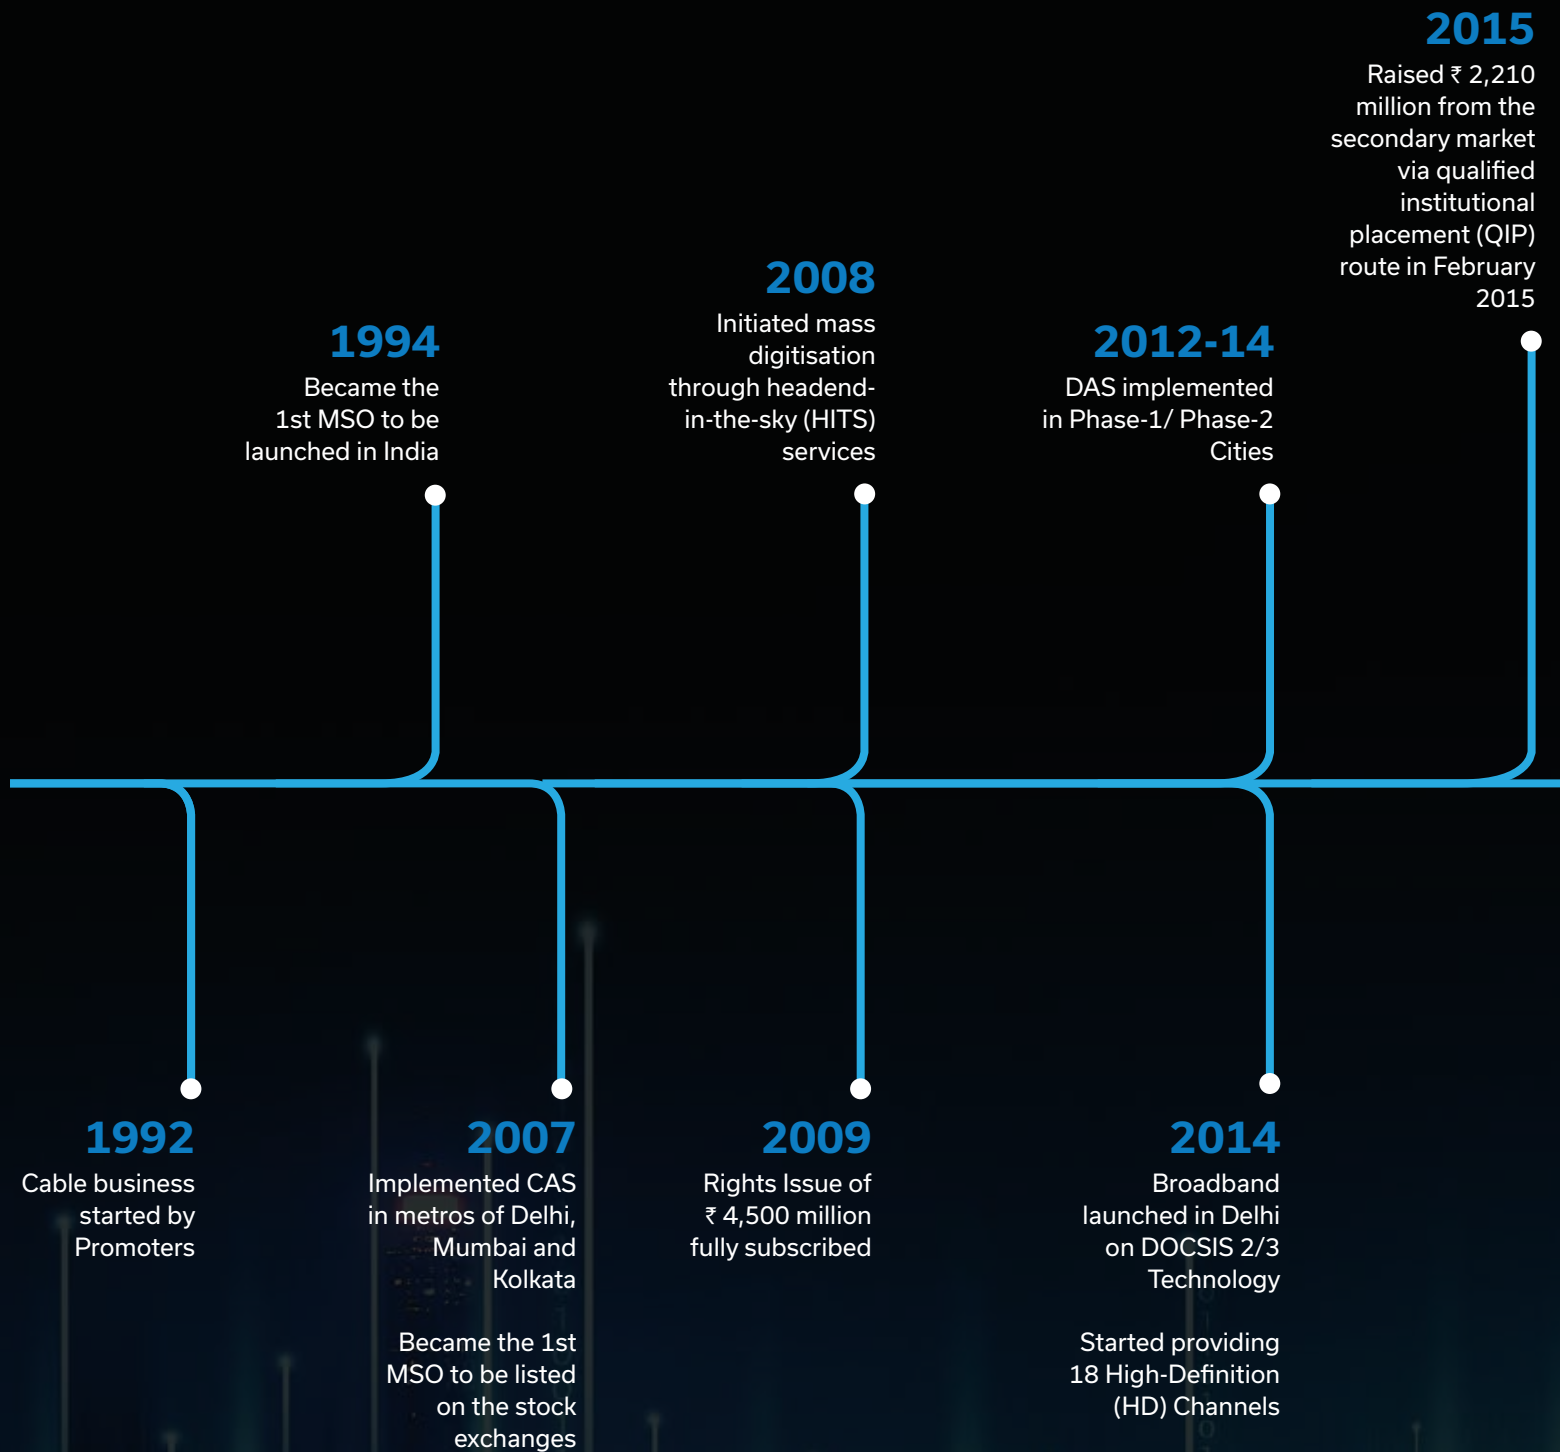 2015
Raised ₹ 2,210
million from the
secondary market
via qualified
institutional
placement (QIP)
route in February
2015
2008
Initiated mass
digitisation
through headend-
in-the-sky (HITS)
services
1994
Became the
1st MSO to be
launched in India
2012-14
DAS implemented
in Phase-1/ Phase-2
Cities
1992
Cable business
started by
Promoters
2007
Implemented CAS
in metros of Delhi,
Mumbai and
Kolkata
Became the 1st
MSO to be listed
on the stock
exchanges
2009
Rights Issue of
₹ 4,500 million
fully subscribed
2014
Broadband
launched in Delhi
on DOCSIS 2/3
Technology
Started providing
18 High-Definition
(HD) Channels